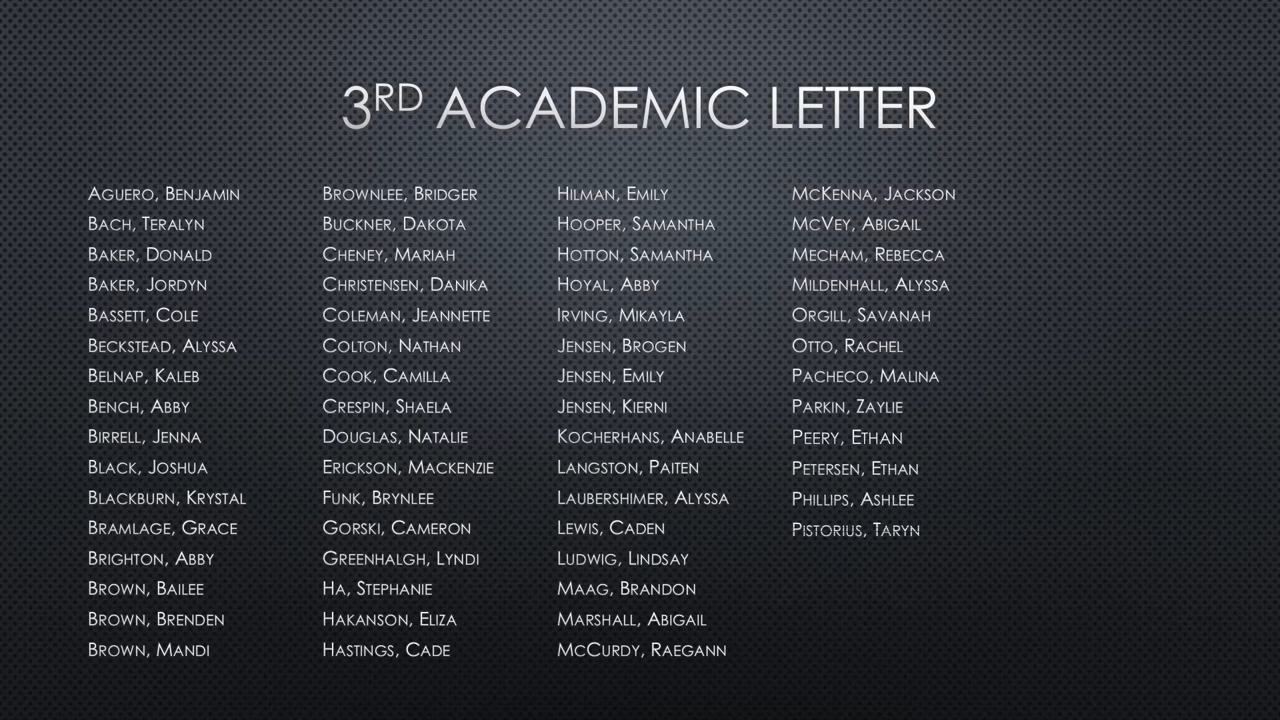 3RD ACADEMIC LETTER
Aguero, Benjamin
Bach, Teralyn
Baker, Donald
Baker, Jordyn
Bassett, Cole
Beckstead, Alyssa
Belnap, Kaleb
Bench, Abby
Birrell, Jenna
Black, Joshua
Blackburn, Krystal
Bramlage, Grace
Brighton, Abby
Brown, Bailee
Brown, Brenden
Brown, Mandi
Brownlee, Bridger
Buckner, Dakota
Cheney, Mariah
Christensen, Danika
Coleman, Jeannette
Colton, Nathan
Cook, Camilla
Crespin, Shaela
Douglas, Natalie
Erickson, Mackenzie
Funk, Brynlee
Gorski, Cameron
Greenhalgh, Lyndi
Ha, Stephanie
Hakanson, Eliza
Hastings, Cade
Hilman, Emily
Hooper, Samantha
Hotton, Samantha
Hoyal, Abby
Irving, Mikayla
Jensen, Brogen
Jensen, Emily
Jensen, Kierni
Kocherhans, Anabelle
Langston, Paiten
Laubershimer, Alyssa
Lewis, Caden
Ludwig, Lindsay
Maag, Brandon
Marshall, Abigail
McCurdy, Raegann
McKenna, Jackson
McVey, Abigail
Mecham, Rebecca
Mildenhall, Alyssa
Orgill, Savanah
Otto, Rachel
Pacheco, Malina
Parkin, Zaylie
Peery, Ethan
Petersen, Ethan
Phillips, Ashlee
Pistorius, Taryn